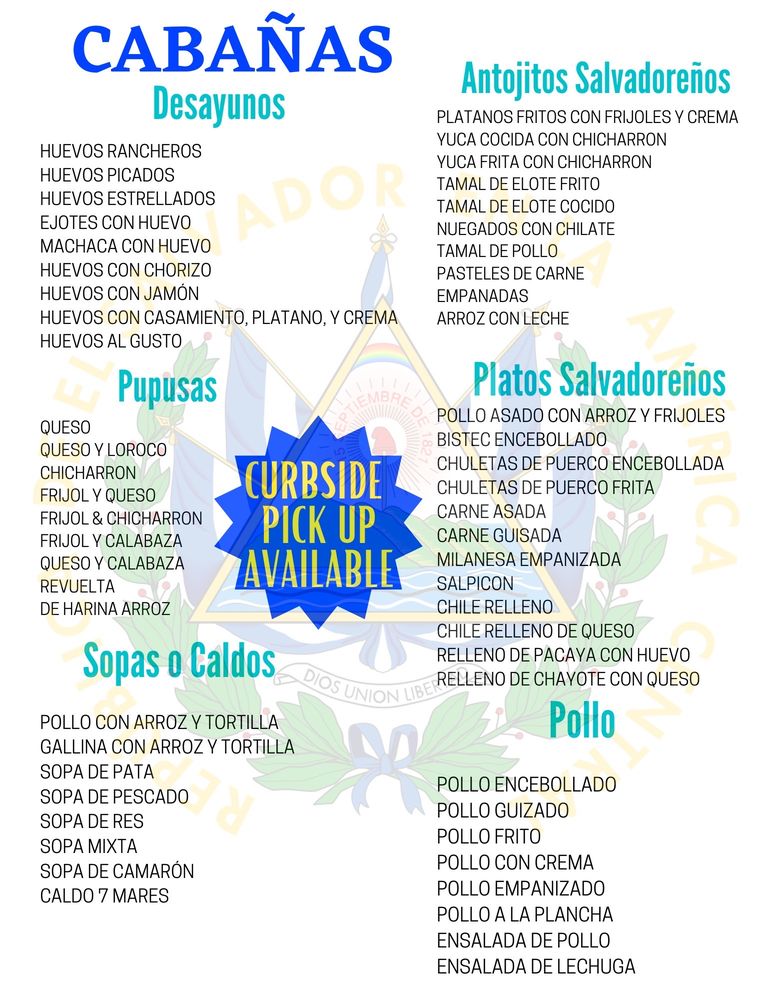 CABAÑAS
Desayunos
HUEVOS RANCHEROS
HUEVOS PICADOS
HUEVOS ESTRELLADOS
EJOTES CON HUEVO
MACHACA CON HUEVO
HUEVOS CON CHORIZO
HUEVOS CON JAMÓN
HUEVOS CON CASAMIENTO, PLATANO, Y CREMA
HUEVOS AL GUSTO
Pupusas
QUESO
QUESO Y LOROCO
CHICHARRON
FRIJOL Y QUESO
FRIJOL & CHICHARRON
FRIJOL Y CALABAZA
QUESO Y CALABAZA
REVUELTA
DE HARINA ARROZ
CURBSIDE
PICK UP
AVAILABLE
Sopas o Caldos
POLLO CON ARROZ Y TORTILLA
GALLINA CON ARROZ Y TORTILLA
SOPA DE PATA
SOPA DE PESCADO
SOPA DE RES
SOPA MIXTA
SOPA DE CAMARÓN
CALDO 7 MARES
Antojitos Salvadoreños
PLATANOS FRITOS CON FRIJOLES Y CREMA
YUCA COCIDA CON CHICHARRON
YUCA FRITA CON CHICHARRON
TAMAL DE ELOTE FRITO
TAMAL DE ELOTE COCIDO
NUEGADOS CON CHILATE
TAMAL DE POLLO
PASTELES DE CARNE
EMPANADAS
ARROZ CON LECHE
Platos Salvadoreños
POLLO ASADO CON ARROZ Y FRIJOLES
BISTEC ENCEBOLLADO
CHULETAS DE PUERCO ENCEBOLLADA
CHULETAS DE PUERCO FRITA
CARNE ASADA
CARNE GUISADA
MILANESA EMPANIZADA
SALPICON
CHILE RELLENO
CHILE RELLENO DE QUESO
RELLENO DE PACAYA CON HUEVO
RELLENO DE CHAYOTE CON QUESO
Pollo
POLLO ENCEBOLLADO
POLLO GUIZADO
POLLO FRITO
POLLO CON CREMA
POLLO EMPANIZADO
POLLO A LA PLANCHA
ENSALADA DE POLLO
ENSALADA DE LECHUGA
DIOS UNION
SEPTIEMBRE DE 1821